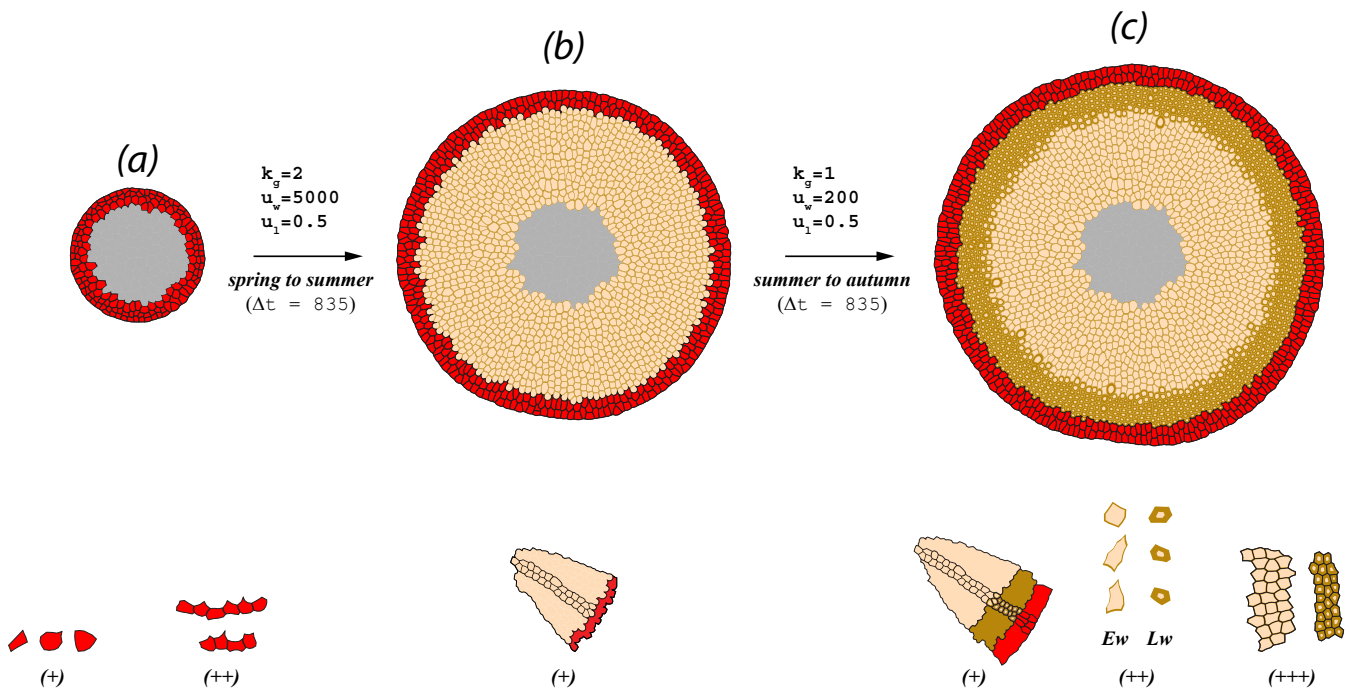 (a)
k_g=2
u_w=5000
u_l=0.5
spring to summer
(Δt = 835)
(b)
k_g=1
u_w=200
u_l=0.5
summer to autumn
(Δt = 835)
(c)
(+)
(++)
(+)
(+)
Ew Lw
(++)
(+++)